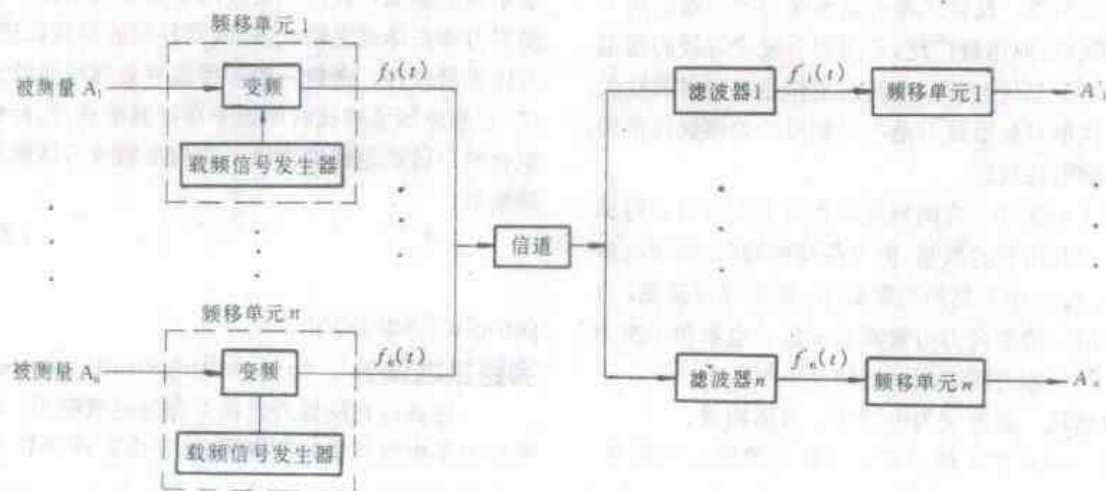 频移单元1
被测量 A₁
变频
f₁(t)
载频信号发生器
频移单元n
被测量 Aₙ
变频
fₙ(t)
载频信号发生器
信道
滤波器1
f′₁(t)
频移单元1
A′₁
滤波器n
f′ₙ(t)
频移单元n
A′ₙ